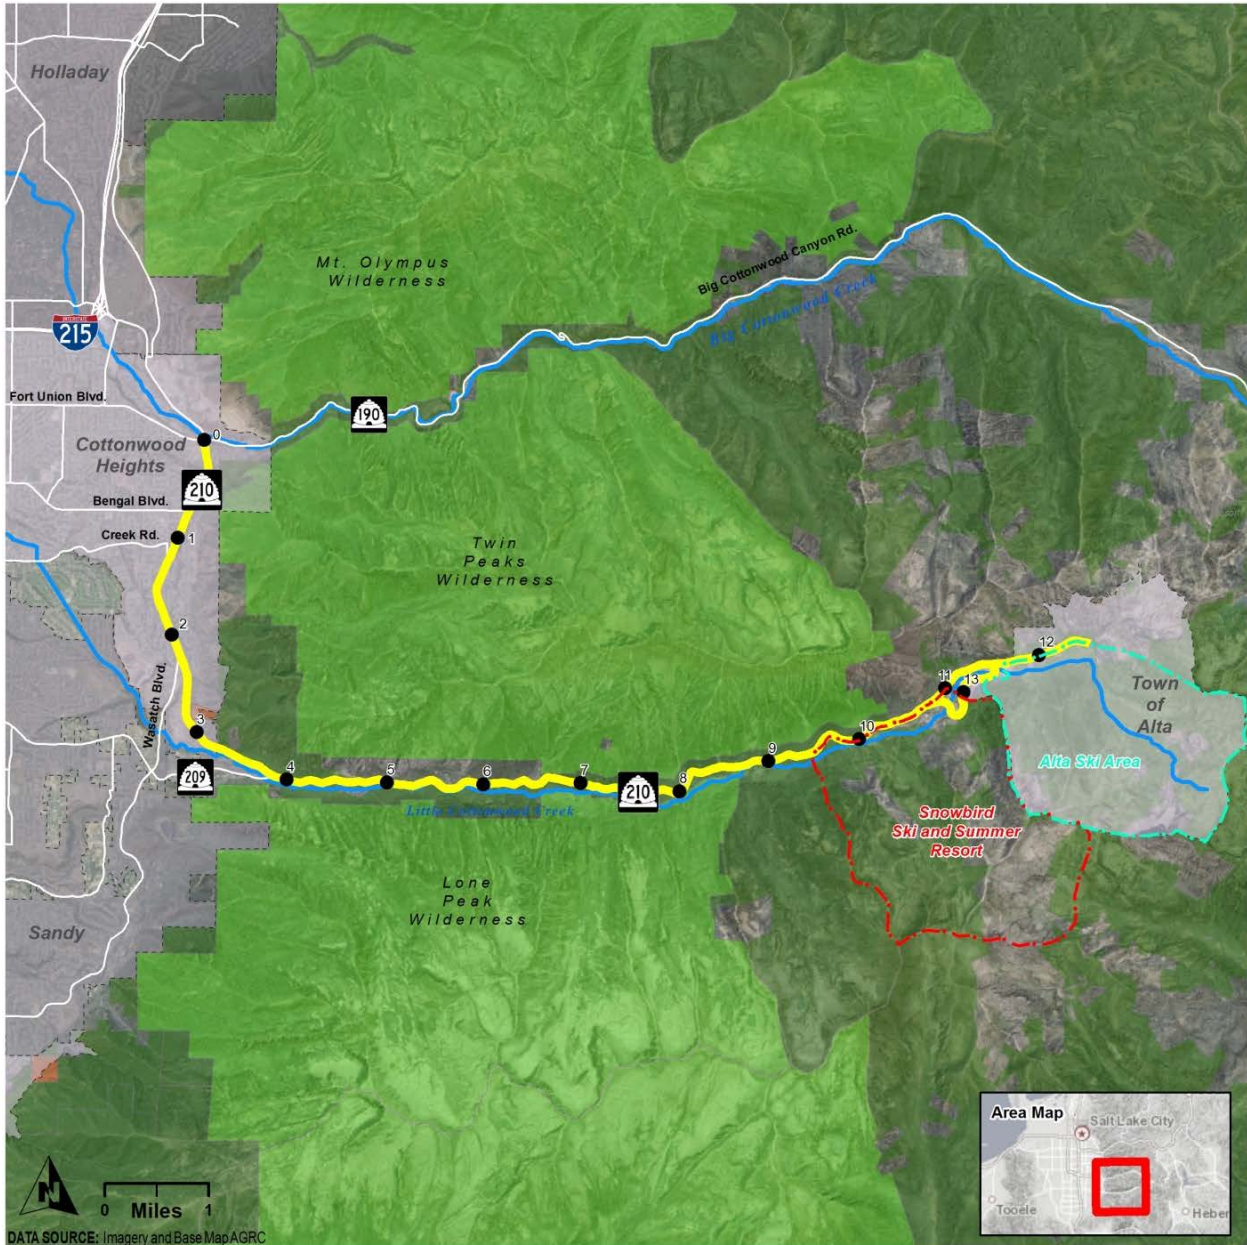 Holladay
Mt. Olympus
Wilderness
Big Cottonwood Canyon Rd.
Big Cottonwood Creek
INTERSTATE
215
Fort Union Blvd.
190
0
Cottonwood
Heights
210
Bengal Blvd.
Creek Rd.
1
Twin
Peaks
Wilderness
2
12
11
13
Town
of
Alta
Wasatch Blvd.
3
10
9
Alta Ski Area
209
4
5
6
7
210
8
Little Cottonwood Creek
Snowbird
Ski and Summer
Resort
Lone
Peak
Wilderness
Sandy
Area Map
Salt Lake City
Tooele
Heber
N
0 Miles 1
DATA SOURCE: Imagery and Base Map AGRC